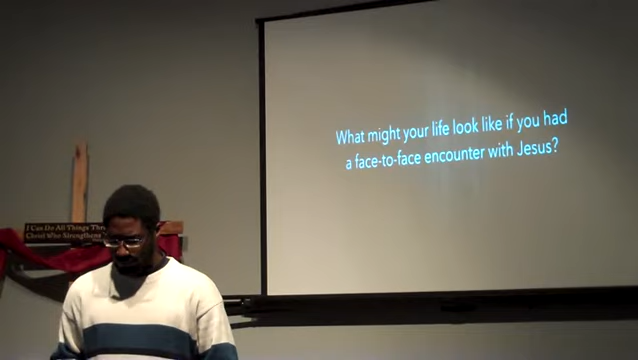 What might your life look like if you had
a face-to-face encounter with Jesus?
I Can Do All Things Thr
Christ Who Strengthens